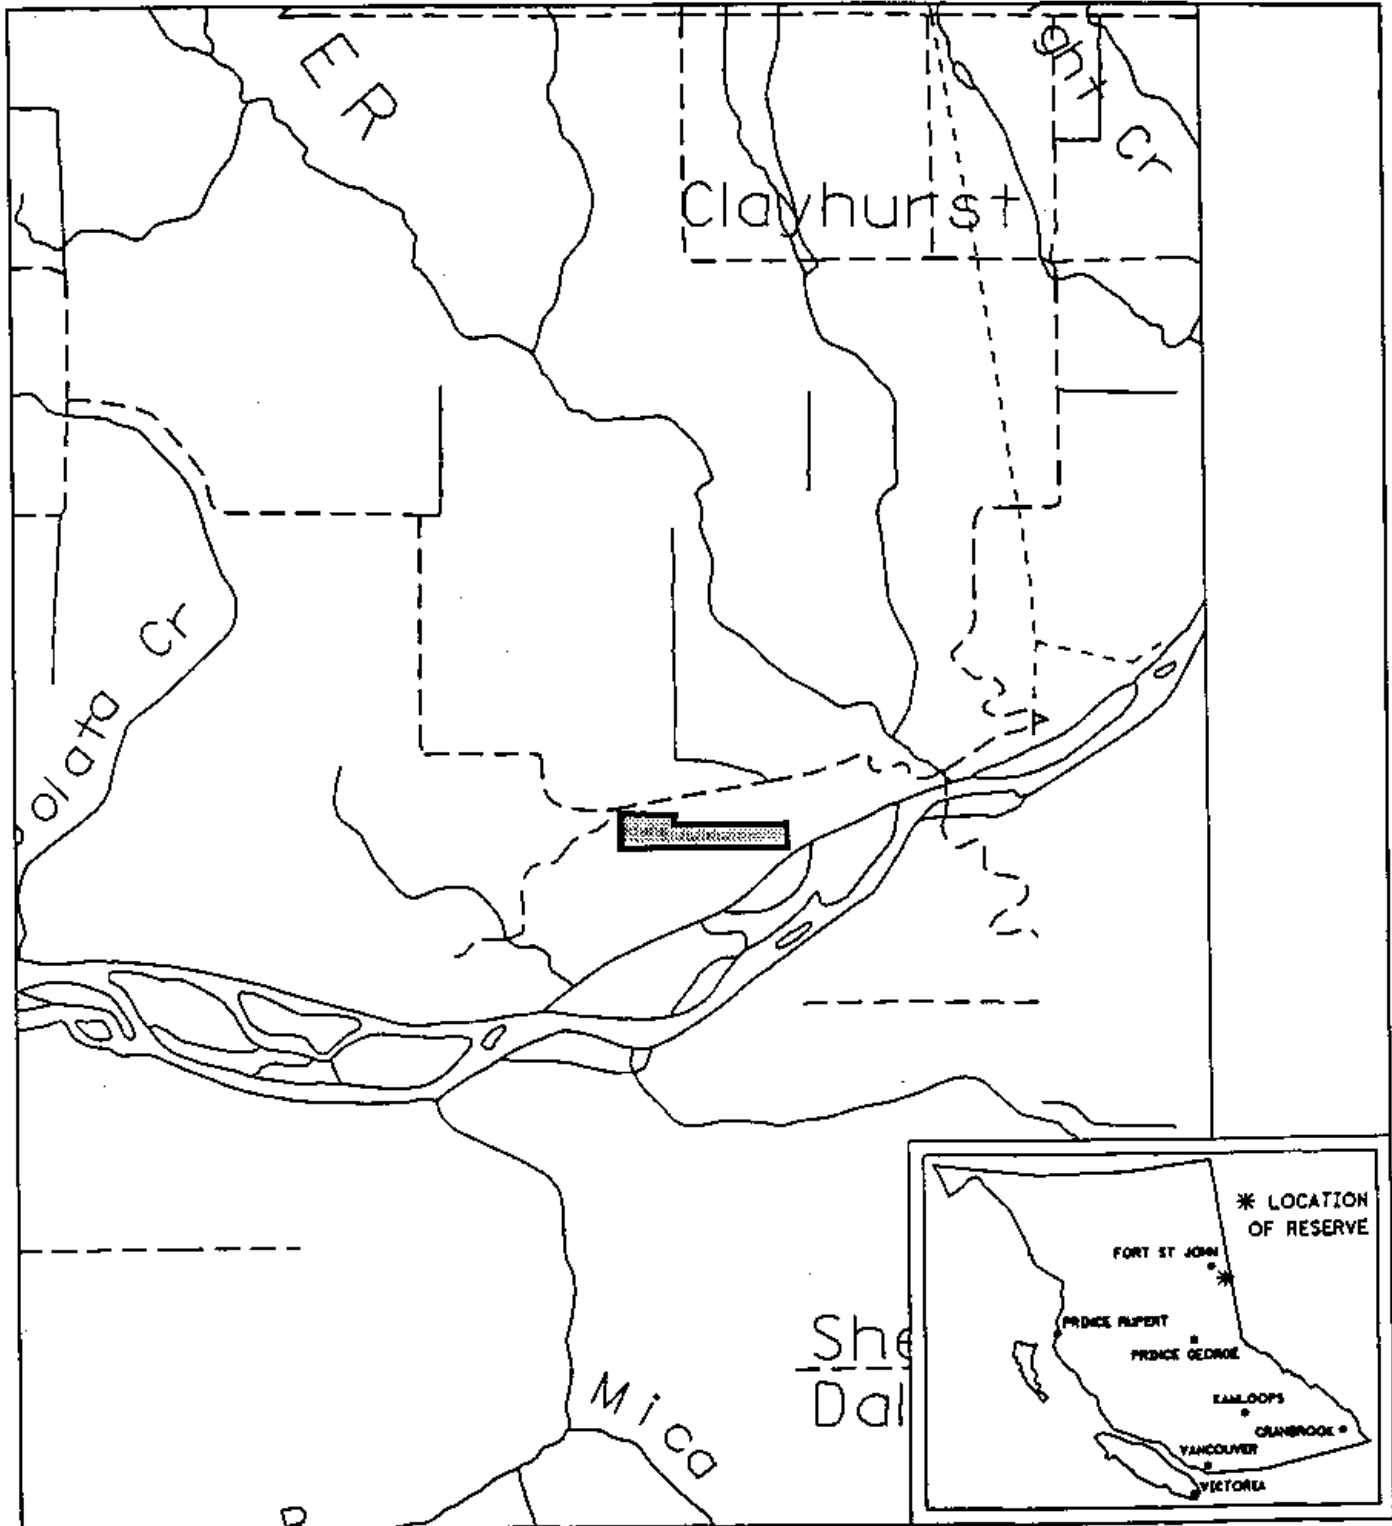 ER
ght Cr
Clayhurst
olata Cr
She
Dal
Mica
LOCATION
OF RESERVE
FORT ST JOHN
PRINCE RUPERT
PRINCE GEORGE
KAMLOOPS
CRANBROOK
VANCOUVER
VICTORIA